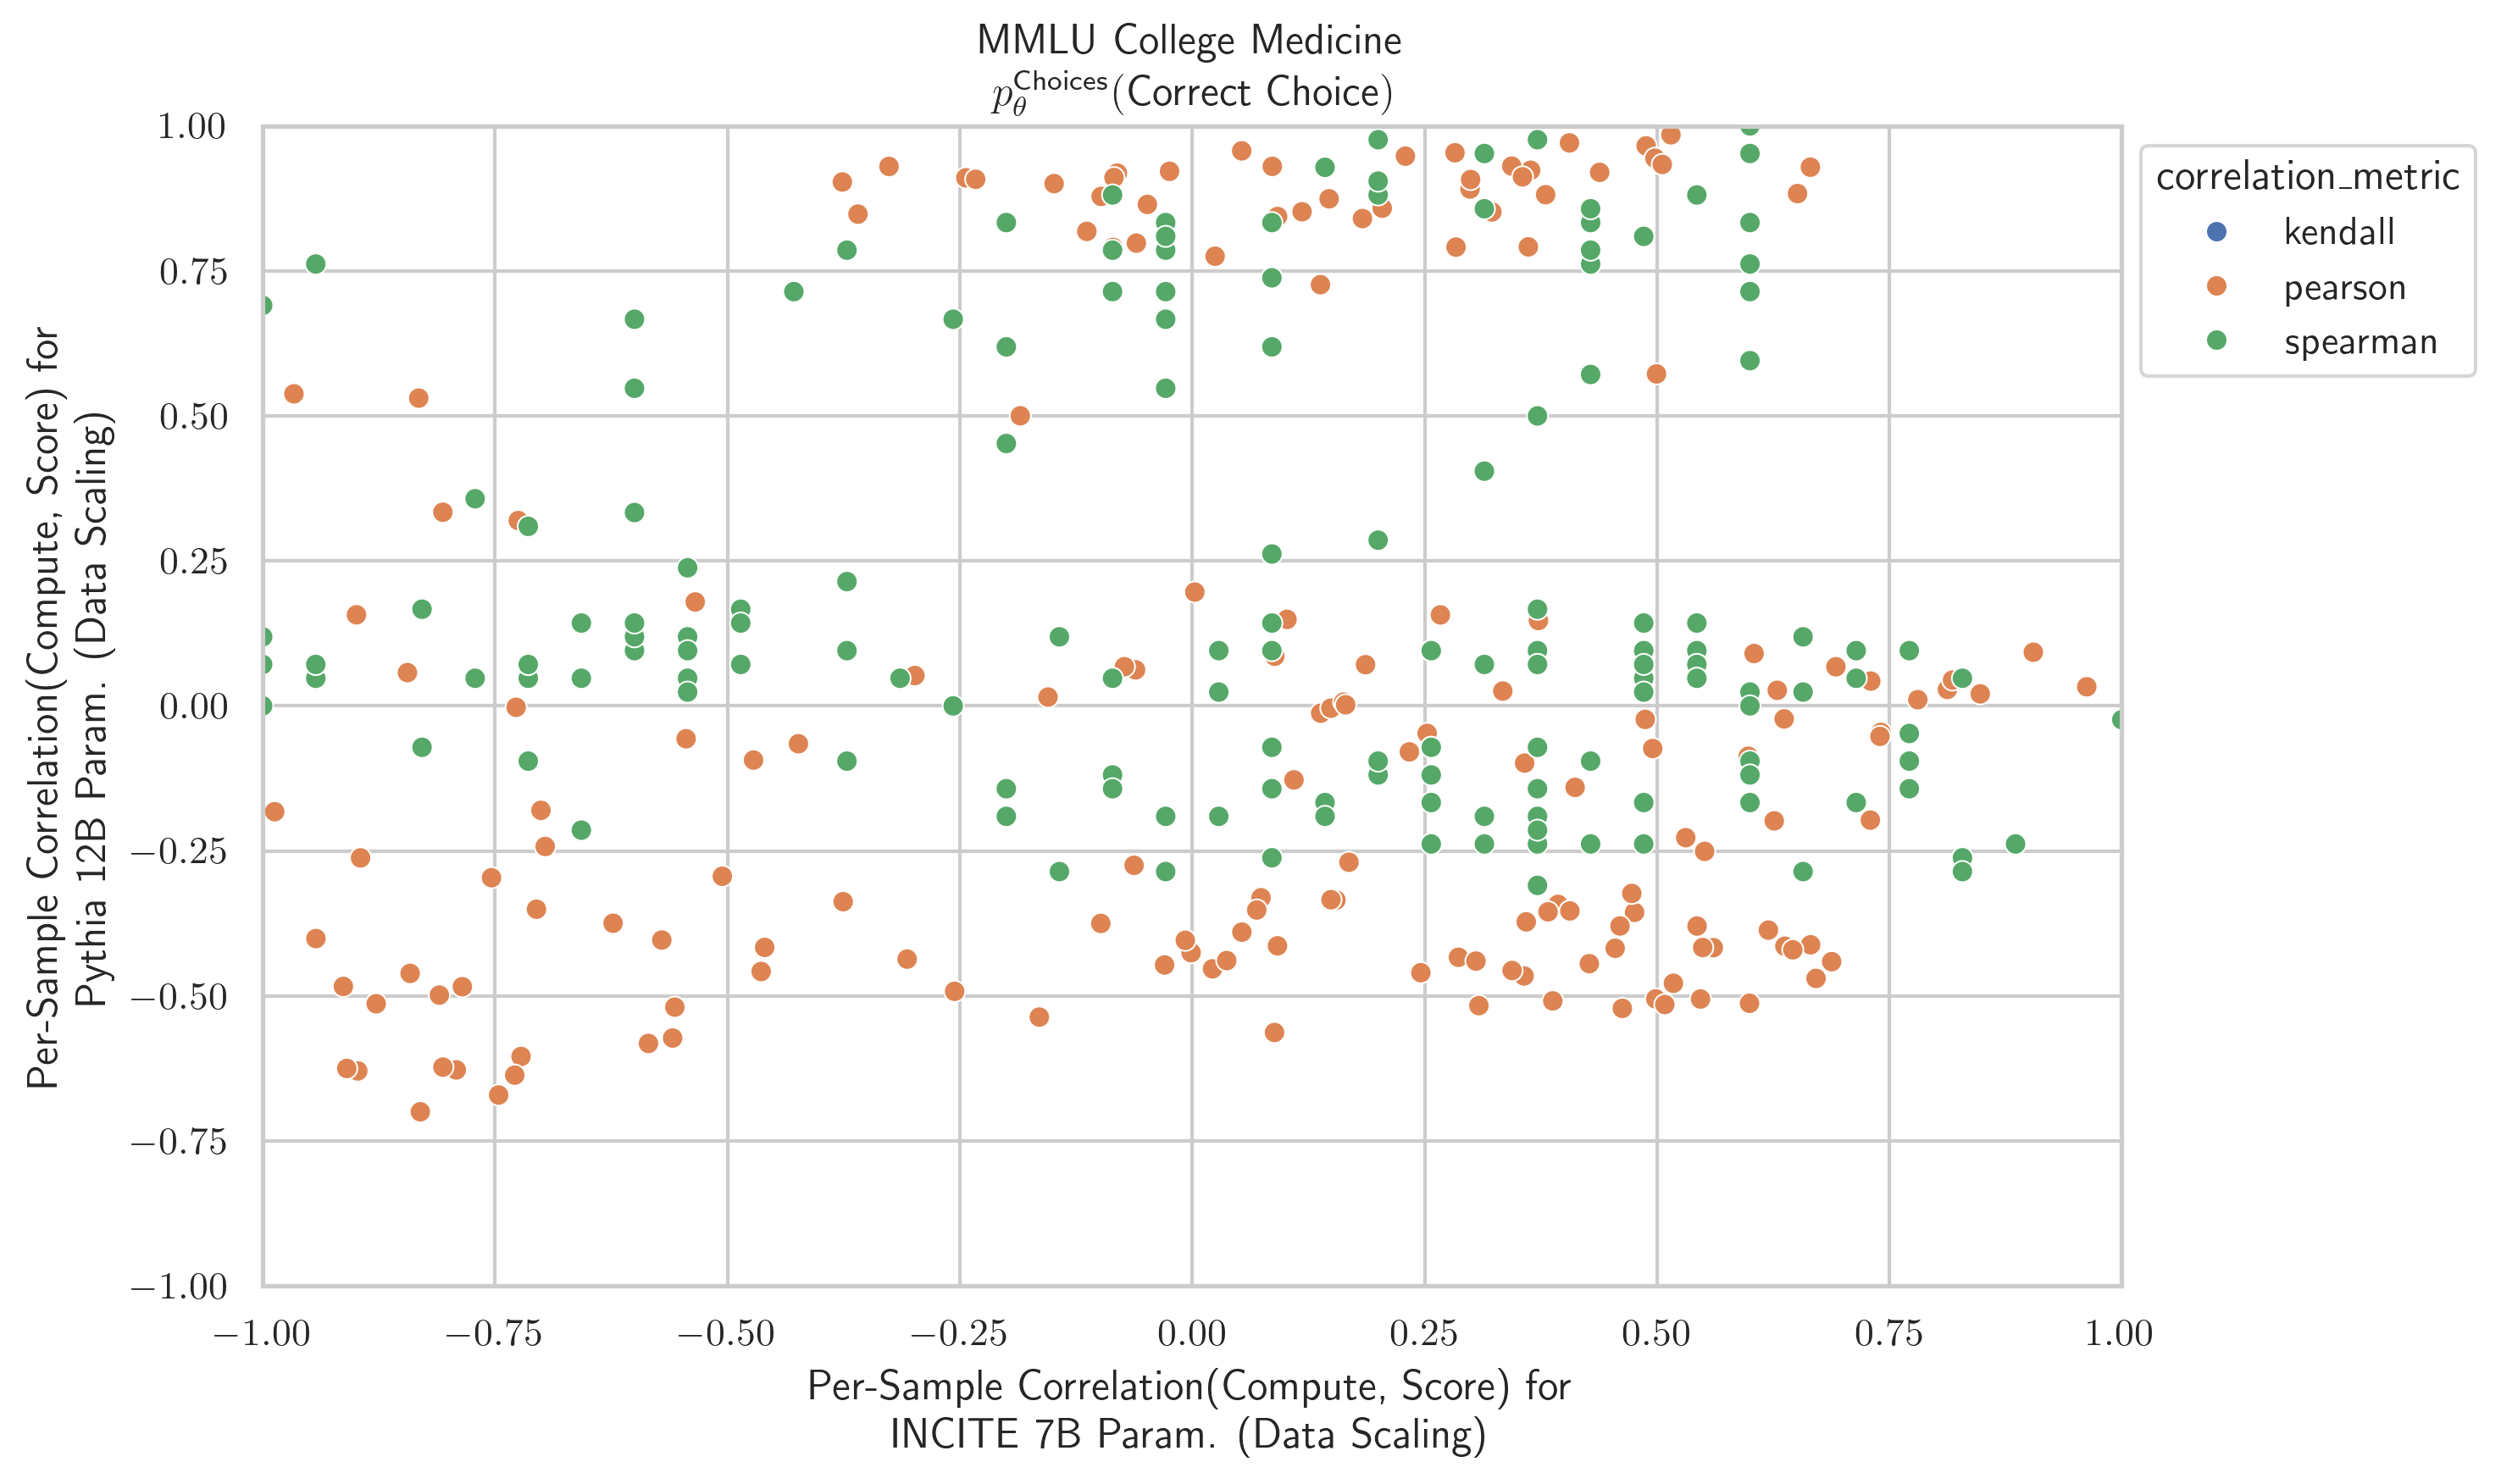 MMLU College Medicine
p_θ^Choices(Correct Choice)
Per-Sample Correlation(Compute, Score) for
Pythia 12B Param. (Data Scaling)
1.00
0.75
0.50
0.25
0.00
−0.25
−0.50
−0.75
−1.00
−1.00 −0.75 −0.50 −0.25 0.00 0.25 0.50 0.75 1.00
Per-Sample Correlation(Compute, Score) for
INCITE 7B Param. (Data Scaling)
correlation_metric
kendall
pearson
spearman